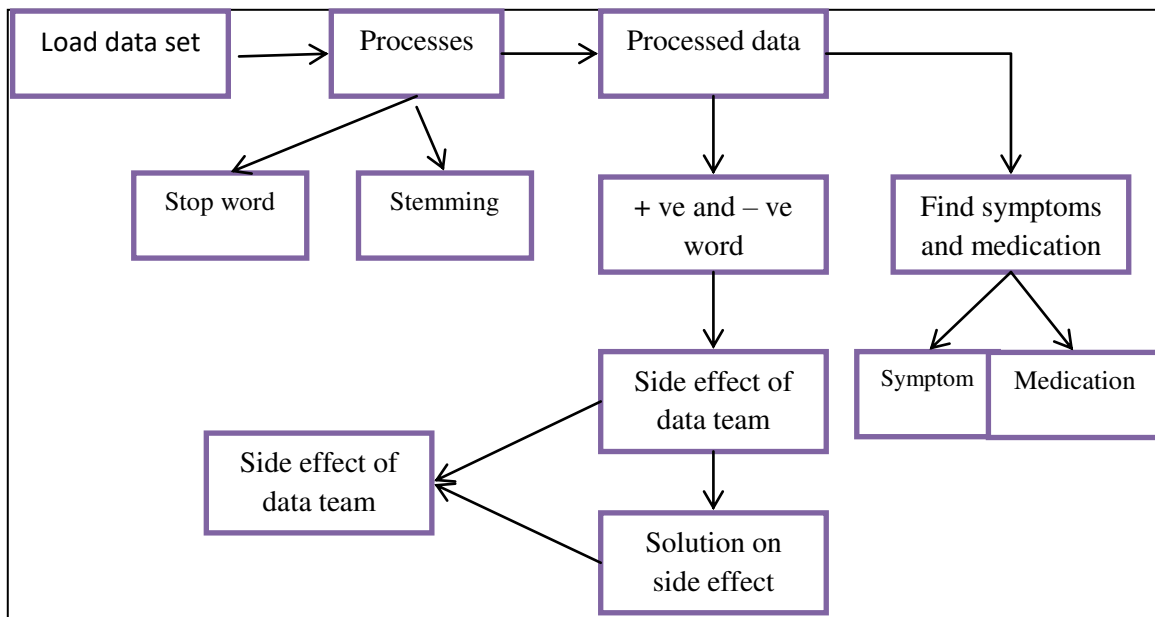 Load data set
Processes
Processed data
Stop word
Stemming
+ ve and – ve
word
Find symptoms
and medication
Side effect of
data team
Symptom
Medication
Side effect of
data team
Solution on
side effect